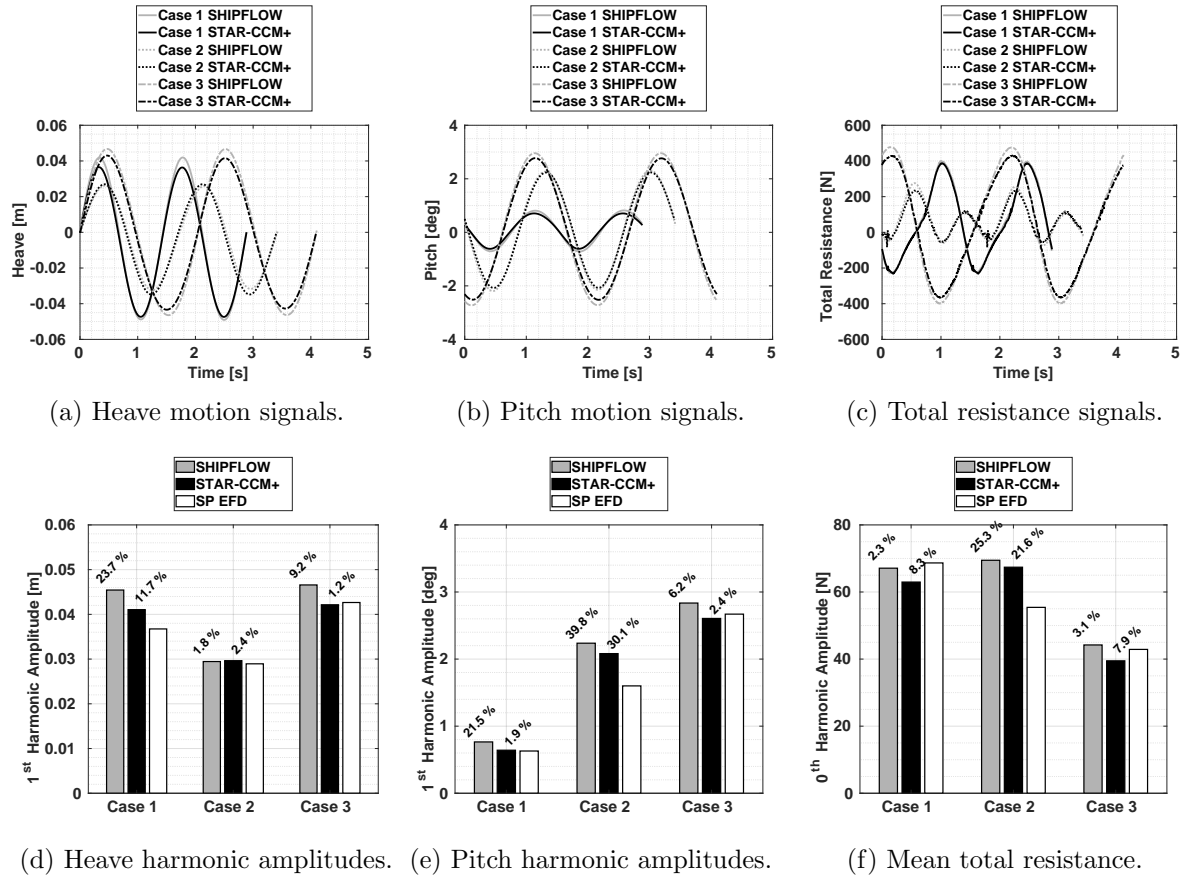 Case 1 SHIPFLOW
Case 1 STAR-CCM+
Case 2 SHIPFLOW
Case 2 STAR-CCM+
Case 3 SHIPFLOW
Case 3 STAR-CCM+
0.06
0.04
0.02
0
-0.02
-0.04
-0.06
Heave [m]
0 1 2 3 4 5
Time [s]
(a) Heave motion signals.
Case 1 SHIPFLOW
Case 1 STAR-CCM+
Case 2 SHIPFLOW
Case 2 STAR-CCM+
Case 3 SHIPFLOW
Case 3 STAR-CCM+
4
2
0
-2
-4
Pitch [deg]
0 1 2 3 4 5
Time [s]
(b) Pitch motion signals.
Case 1 SHIPFLOW
Case 1 STAR-CCM+
Case 2 SHIPFLOW
Case 2 STAR-CCM+
Case 3 SHIPFLOW
Case 3 STAR-CCM+
600
400
200
0
-200
-400
-600
Total Resistance [N]
0 1 2 3 4 5
Time [s]
(c) Total resistance signals.
SHIPFLOW
STAR-CCM+
SP EFD
0.06
0.05
0.04
0.03
0.02
0.01
0
1st Harmonic Amplitude [m]
23.7 %
11.7 %
1.8 %
2.4 %
9.2 %
1.2 %
Case 1 Case 2 Case 3
(d) Heave harmonic amplitudes.
SHIPFLOW
STAR-CCM+
SP EFD
4
3
2
1
0
1st Harmonic Amplitude [deg]
21.5 %
1.9 %
39.8 %
30.1 %
6.2 %
2.4 %
Case 1 Case 2 Case 3
(e) Pitch harmonic amplitudes.
SHIPFLOW
STAR-CCM+
SP EFD
80
60
40
20
0
0th Harmonic Amplitude [N]
2.3 %
8.3 %
25.3 %
21.6 %
3.1 %
7.9 %
Case 1 Case 2 Case 3
(f) Mean total resistance.